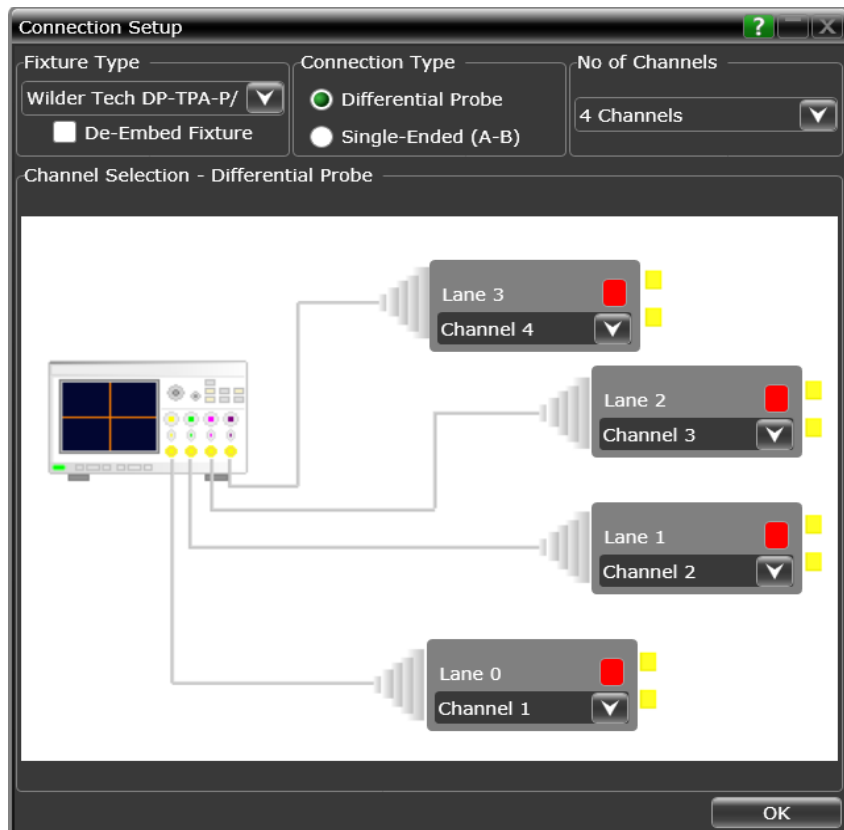 Connection Setup
?
Fixture Type
Connection Type
No of Channels
Wilder Tech DP-TPA-P/
Differential Probe
4 Channels
De-Embed Fixture
Single-Ended (A-B)
Channel Selection - Differential Probe
Lane 3
Channel 4
Lane 2
Channel 3
Lane 1
Channel 2
Lane 0
Channel 1
OK